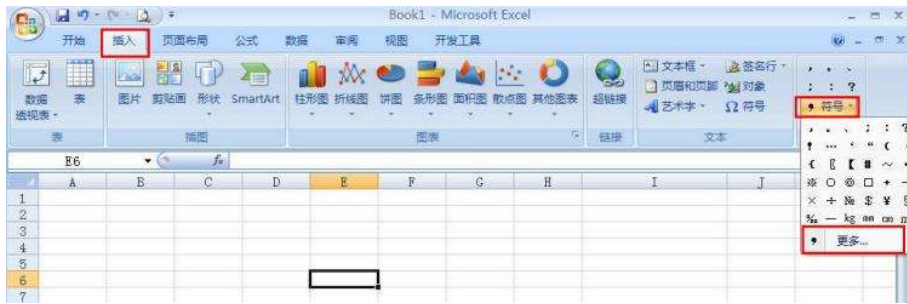 Book1 - Microsoft Excel
开始 插入 页面布局 公式 数据 审阅 视图 开发工具
数据透视表 表 图片 剪贴画 形状 SmartArt 柱形图 折线图 饼图 条形图 面积图 散点图 其他图表 超链接 文本框 签名行
页眉和页脚 对象
艺术字 Ω 符号
， 。 、
； ： ？
， 符号
表 插图 图表 链接 文本
E6 fx
A B C D E F G H I J
1
2
3
4
5
6
7
， 。 、 ； ： ？
！ … “ （
※ ○ ◎ □ ＋
× ÷ № $ ￥
‰ — kg mm cm
， 更多...